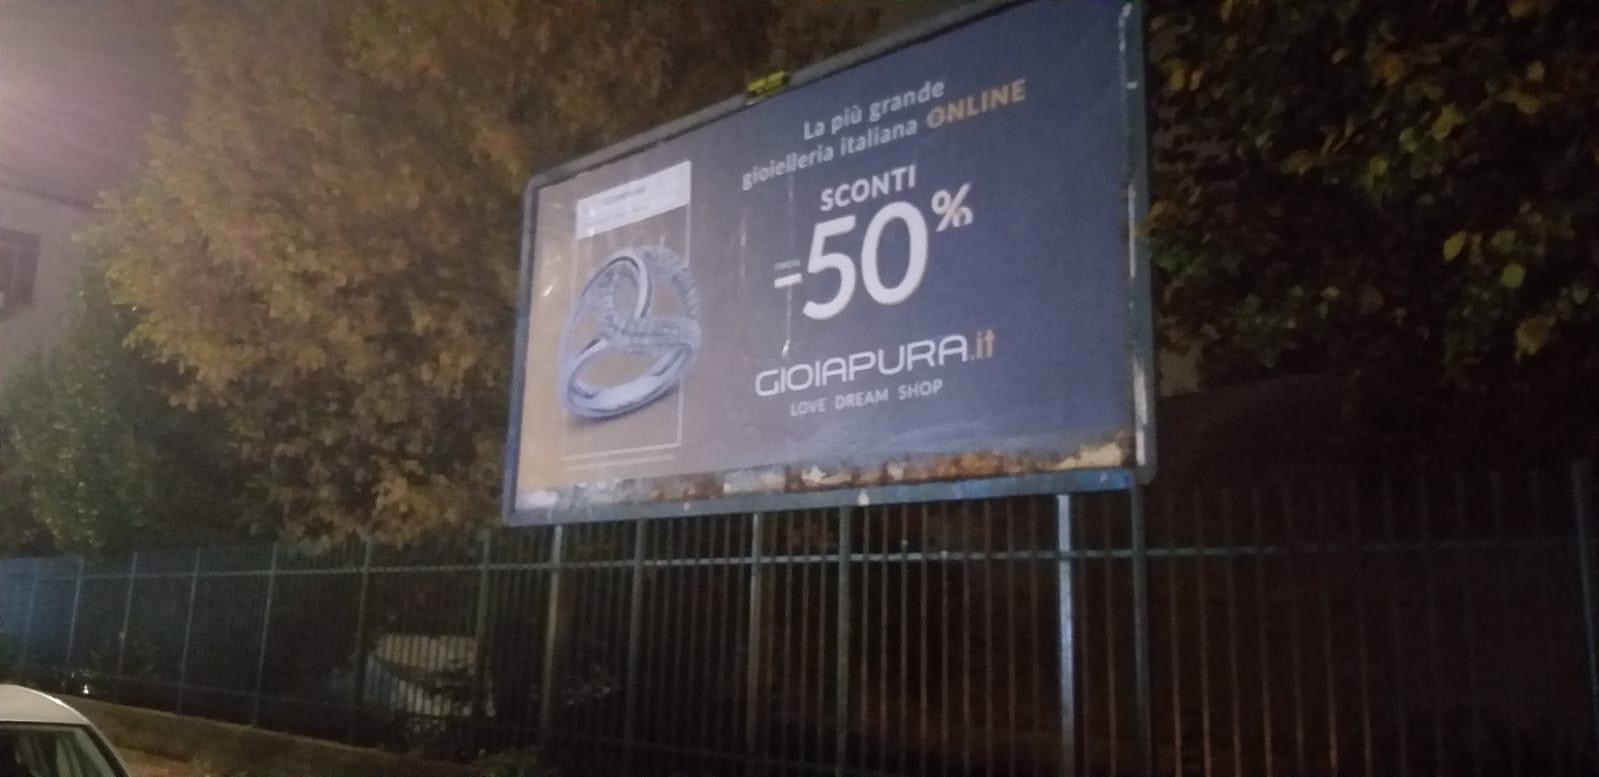 La più grande
gioielleria italiana ONLINE
SCONTI
-50%
GIOIAPURA.it
LOVE DREAM SHOP